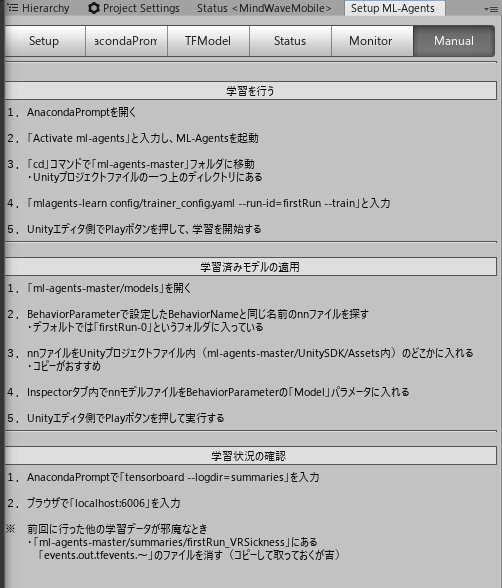 Hierarchy Project Settings Status <MindWaveMobile> Setup ML-Agents
Setup acondaProm TFModel Status Monitor Manual
学習を行う
1. AnacondaPromptを開く
2. 「Activate ml-agents」と入力し、ML-Agentsを起動
3. 「cd」コマンドで「ml-agents-master」フォルダに移動
・Unityプロジェクトファイルの一つ上のディレクトリにある
4. 「mlagents-learn config/trainer_config.yaml --run-id=firstRun --train」と入力
5. Unityエディタ側でPlayボタンを押して、学習を開始する
学習済みモデルの適用
1. 「ml-agents-master/models」を開く
2. BehaviorParameterで設定したBehaviorNameと同じ名前のnnファイルを探す
・デフォルトでは「firstRun-0」というフォルダに入っている
3. nnファイルをUnityプロジェクトファイル内（ml-agents-master/UnitySDK/Assets内）のどこかに入れる
・コピーがおすすめ
4. Inspectorタブ内でnnモデルファイルをBehaviorParameterの「Model」パラメータに入れる
5. Unityエディタ側でPlayボタンを押して実行する
学習状況の確認
1. AnacondaPromptで「tensorboard --logdir=summaries」を入力
2. ブラウザで「localhost:6006」を入力
※ 前回に行った他の学習データが邪魔なとき
・「ml-agents-master/summaries/firstRun_VRSickness」にある
「events.out.tfevents.～」のファイルを消す（コピーして取っておくが吉）